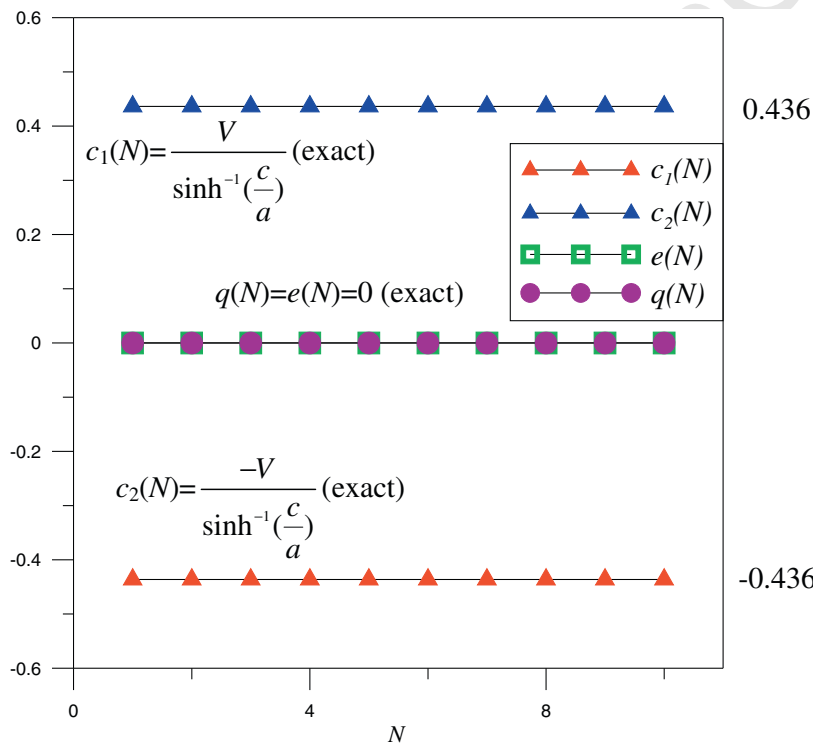 0.6
0.4
0.2
0
-0.2
-0.4
-0.6
0.436
c₁(N)=V/sinh⁻¹(c/a) (exact)
c₁(N)
c₂(N)
e(N)
q(N)
q(N)=e(N)=0 (exact)
c₂(N)=−V/sinh⁻¹(c/a) (exact)
-0.436
0 4 8
N